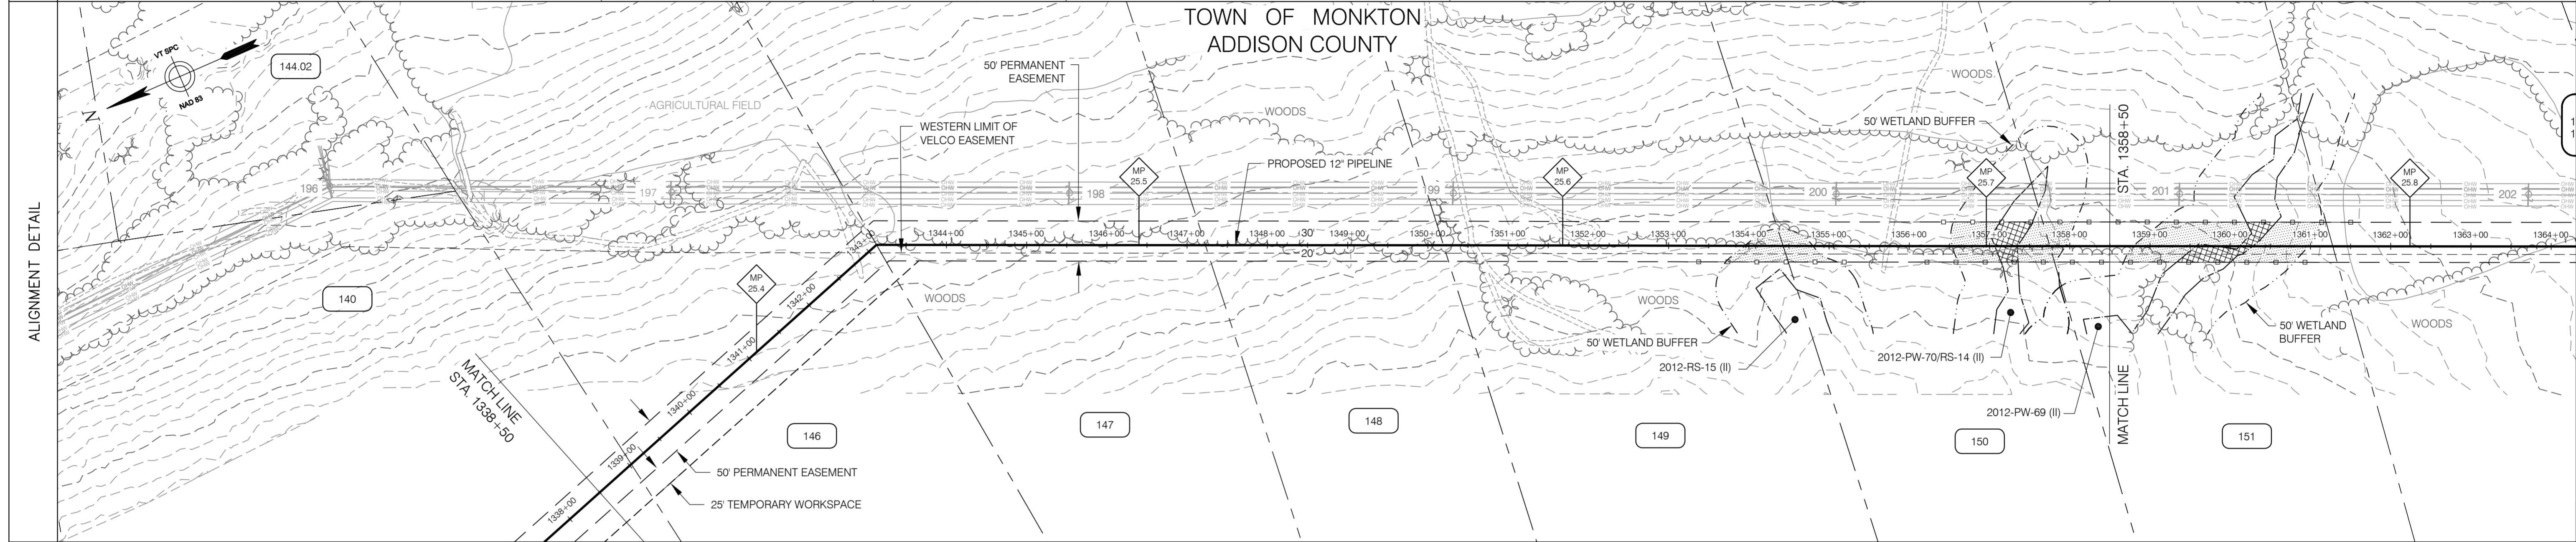 TOWN OF MONKTON
ADDISON COUNTY
ALIGNMENT DETAIL
VT SPC
NAD 83
N
144.02
AGRICULTURAL FIELD
50' PERMANENT
EASEMENT
WESTERN LIMIT OF
VELCO EASEMENT
WOODS
PROPOSED 12" PIPELINE
50' WETLAND BUFFER
WOODS
STA. 1358+50
196
197
198
199
200
201
202
MP
25.5
MP
25.6
MP
25.7
MP
25.8
1343+00
1344+00
1345+00
1346+00
1347+00
1348+00
30'
1349+00
1350+00
1351+00
1352+00
1353+00
1354+00
1355+00
1356+00
1357+00
1358+00
1359+00
1360+00
1361+00
1362+00
1363+00
1364+00
20'
MP
25.4
140
1342+00
1341+00
1340+00
1339+00
1338+00
WOODS
WOODS
WOODS
50' WETLAND BUFFER
2012-RS-15 (II)
2012-PW-70/RS-14 (II)
2012-PW-69 (II)
50' WETLAND
BUFFER
MATCH LINE
STA. 1338+50
MATCH LINE
146
147
148
149
150
151
50' PERMANENT EASEMENT
25' TEMPORARY WORKSPACE